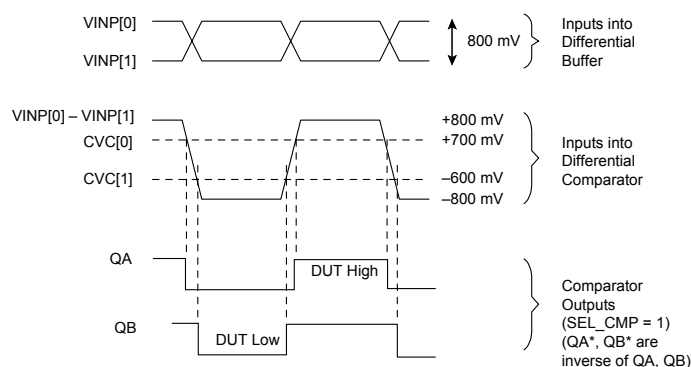 VINP[0]
VINP[1]
800 mV
Inputs into
Differential
Buffer
VINP[0] – VINP[1]
CVC[0]
CVC[1]
+800 mV
+700 mV
–600 mV
–800 mV
Inputs into
Differential
Comparator
QA
DUT High
QB
DUT Low
Comparator
Outputs
(SEL_CMP = 1)
(QA*, QB* are
inverse of QA, QB)